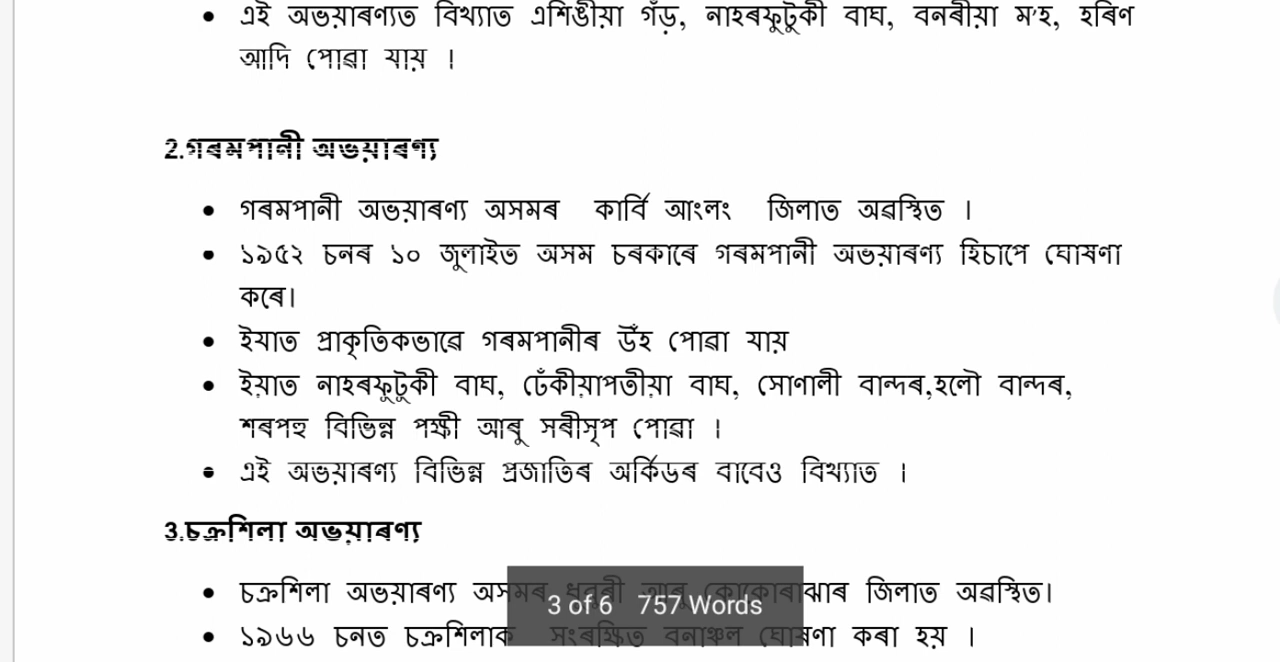 • এই অভয়াৰণ্যত বিখ্যাত এশিঙীয়া গঁড়, নাহৰফুটুকী বাঘ, বনৰীয়া ম'হ, হৰিণ
আদি পোৱা যায় ।
2.গৰমপানী অভয়াৰণ্য
• গৰমপানী অভয়াৰণ্য অসমৰ কাৰ্বি আংলং জিলাত অৱস্থিত ।
• ১৯৫২ চনৰ ১০ জুলাইত অসম চৰকাৰে গৰমপানী অভয়াৰণ্য হিচাপে ঘোষণা
কৰে।
• ইযাত প্ৰাকৃতিকভাৱে গৰমপানীৰ উঁহ পোৱা যায়
• ইয়াত নাহৰফুটুকী বাঘ, ঢেঁকীয়াপতীয়া বাঘ, সোণালী বান্দৰ,হলৌ বান্দৰ,
শৰপহু বিভিন্ন পক্ষী আৰু সৰীসৃপ পোৱা ।
• এই অভয়াৰণ্য বিভিন্ন প্ৰজাতিৰ অৰ্কিডৰ বাবেও বিখ্যাত ।
3.চক্ৰশিলা অভয়াৰণ্য
• চক্ৰশিলা অভয়াৰণ্য অসমৰ ধুবুৰী আৰু কোকোৰাঝাৰ জিলাত অৱস্থিত।
3 of 6 757 Words
• ১৯৬৬ চনত চক্ৰশিলাক সংৰক্ষিত বনাঞ্চল ঘোষণা কৰা হয় ।